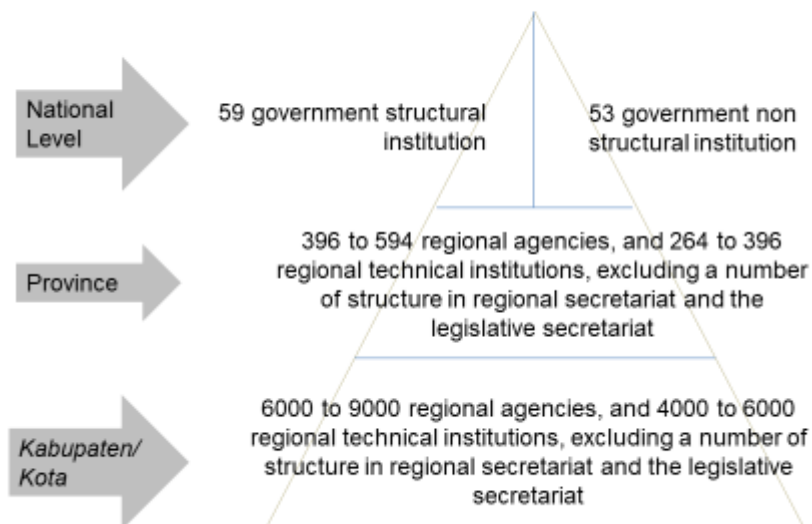 National
Level
59 government structural
institution
53 government non
structural institution
Province
396 to 594 regional agencies, and 264 to 396
regional technical institutions, excluding a number
of structure in regional secretariat and the
legislative secretariat
Kabupaten/
Kota
6000 to 9000 regional agencies, and 4000 to 6000
regional technical institutions, excluding a number of
structure in regional secretariat and the legislative
secretariat